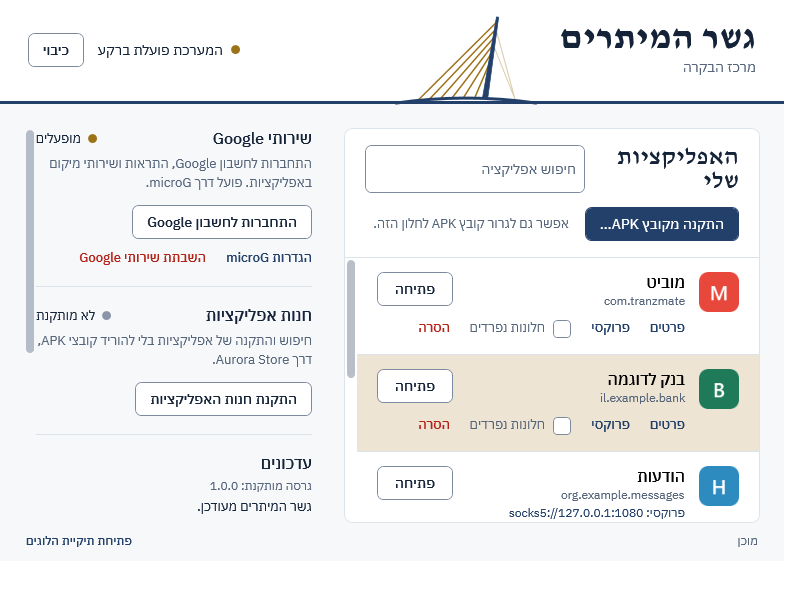 גשר המיתרים
מרכז הבקרה
המערכת פועלת ברקע
כיבוי
האפליקציות שלי
חיפוש אפליקציה
התקנה מקובץ APK...
אפשר גם לגרור קובץ APK לחלון הזה.
M
מוביט
com.tranzmate
פתיחה
פרטים
פרוקסי
חלונות נפרדים
הסרה
B
בנק לדוגמה
il.example.bank
פתיחה
פרטים
פרוקסי
חלונות נפרדים
הסרה
H
הודעות
org.example.messages
פרוקסי: socks5://127.0.0.1:1080
פתיחה
שירותי Google
מופעלים
התחברות לחשבון Google, התראות ושירותי מיקום
באפליקציות. פועל דרך microG.
התחברות לחשבון Google
הגדרות microG
השבתת שירותי Google
חנות אפליקציות
לא מותקנת
חיפוש והתקנה של אפליקציות בלי להוריד קובצי APK,
דרך Aurora Store.
התקנת חנות האפליקציות
עדכונים
גרסה מותקנת: 1.0.0
גשר המיתרים מעודכן.
מוכן
פתיחת תיקיית הלוגים